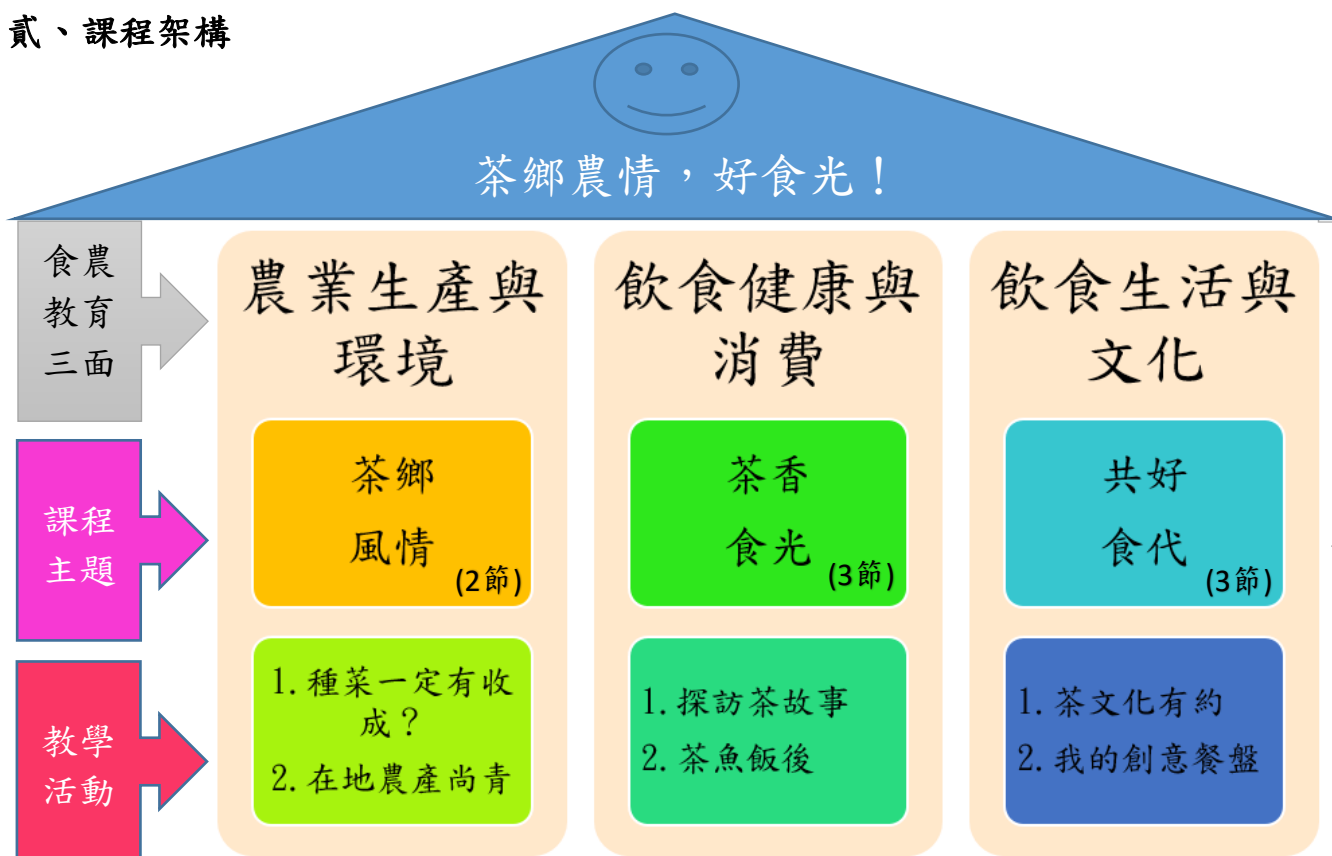 貳、課程架構
茶鄉農情，好食光！
食農
教育
三面
農業生產與
環境
飲食健康與
消費
飲食生活與
文化
課程
主題
茶鄉
風情
(2節)
茶香
食光
(3節)
共好
食代
(3節)
教學
活動
1. 種菜一定有收
成？
2. 在地農產尚青
1. 探訪茶故事
2. 茶魚飯後
1. 茶文化有約
2. 我的創意餐盤